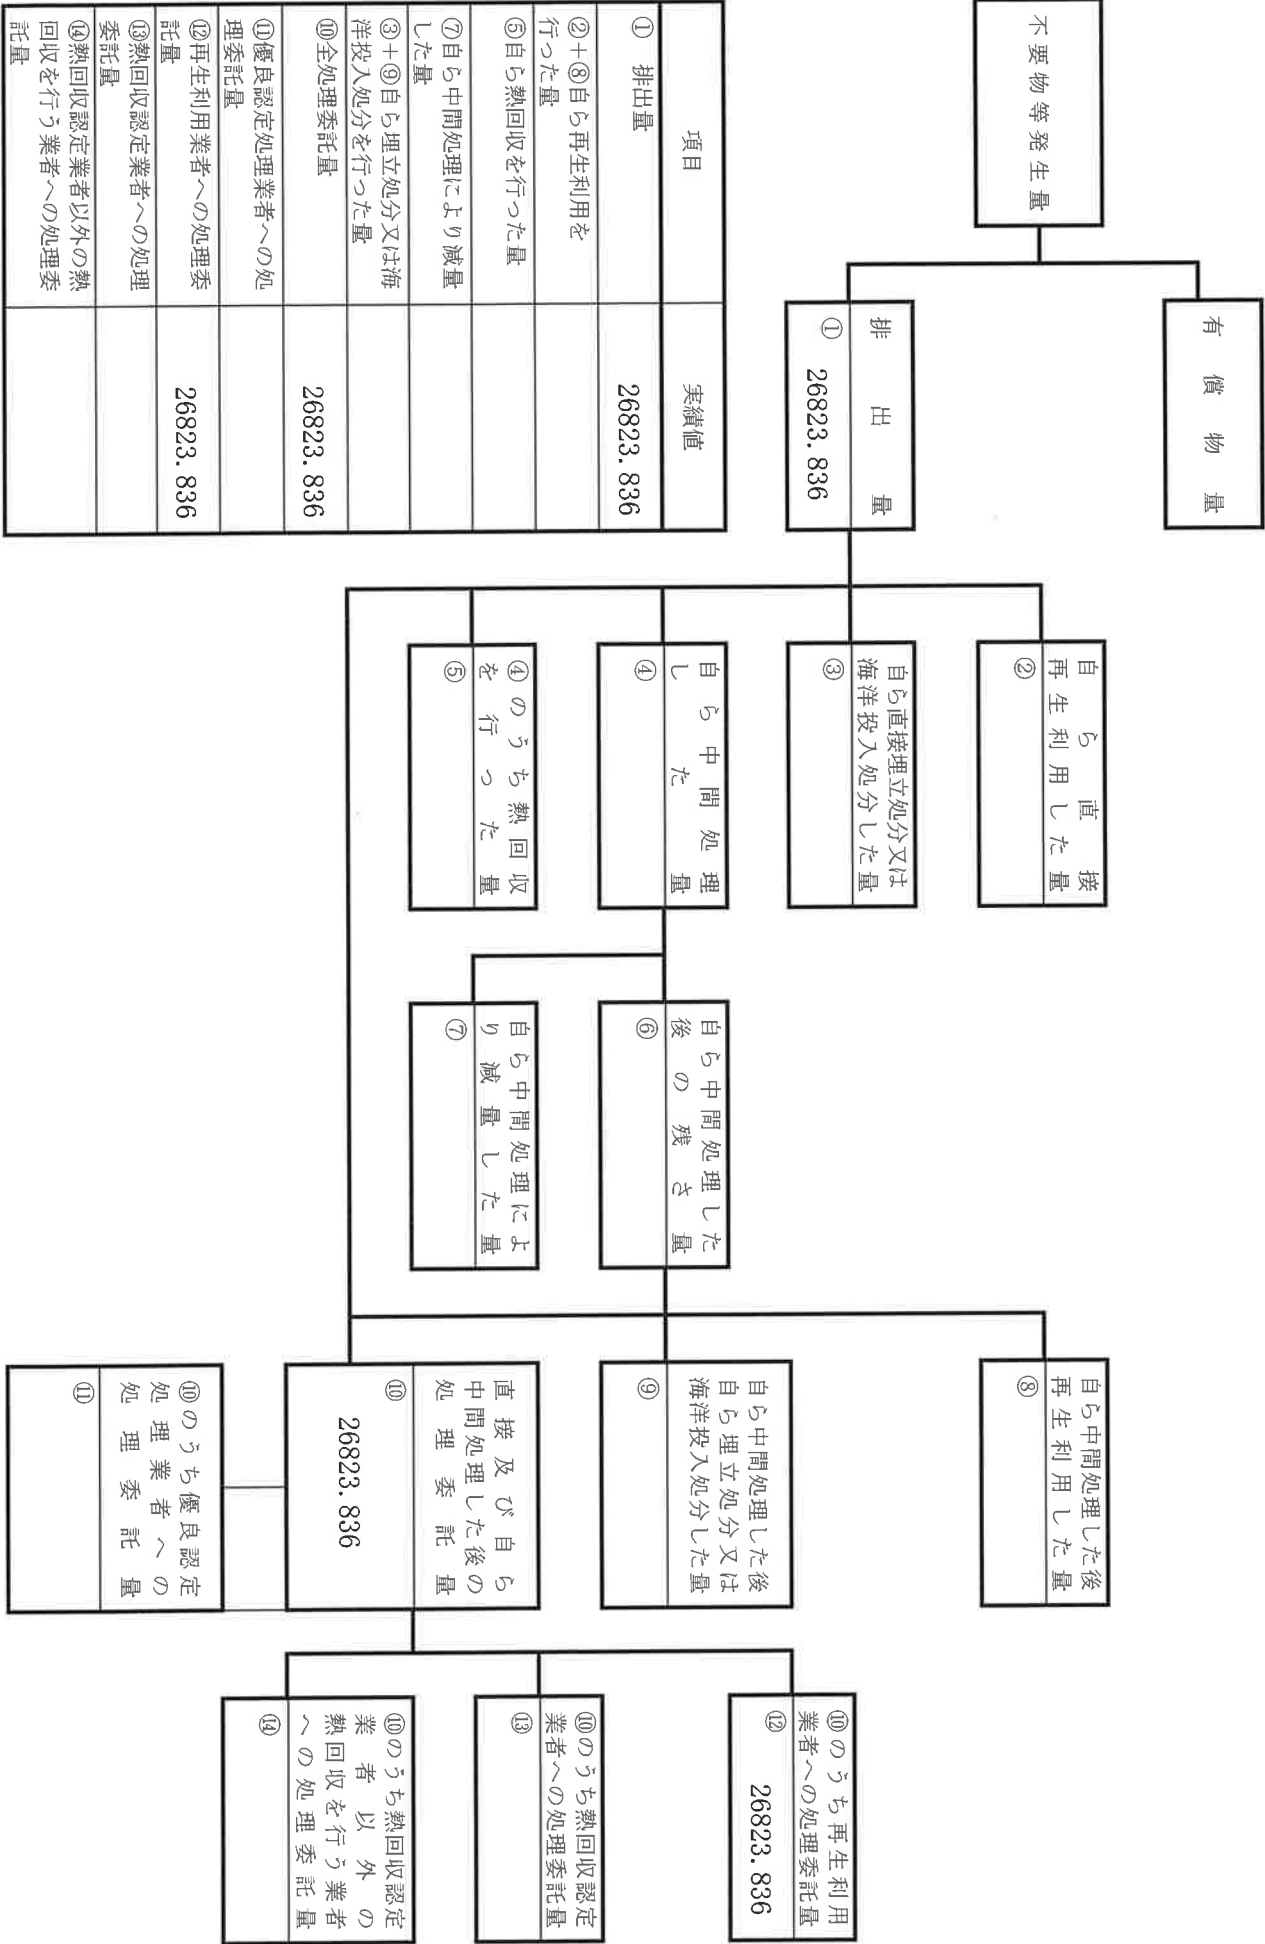 不要物等発生量
有償物量
排出量
① 26823.836
自ら直接
再生利用した量
②
自ら直接埋立処分又は
海洋投入処分した量
③
自ら中間処理
した量
④
④のうち熱回収
を行った量
⑤
自ら中間処理した
後の残さ量
⑥
自ら中間処理によ
り減量した量
⑦
自ら中間処理した後
再生利用した量
⑧
自ら中間処理した後
自ら埋立処分又は
海洋投入処分した量
⑨
直接及び自ら
中間処理した後の
処理委託量
⑩
26823.836
⑩のうち優良認定
処理業者への
処理委託量
⑪
⑩のうち再生利用
業者への処理委託量
⑫ 26823.836
⑩のうち熱回収認定
業者への処理委託量
⑬
⑩のうち熱回収認定
業者以外の
熱回収を行う業者
への処理委託量
⑭
項目 実績値
① 排出量 26823.836
②+⑧自ら再生利用を
行った量
⑤自ら熱回収を行った量
⑦自ら中間処理により減量
した量
③+⑨自ら埋立処分又は海
洋投入処分を行った量
⑩全処理委託量 26823.836
⑪優良認定処理業者への処
理委託量
⑫再生利用業者への処理委
託量 26823.836
⑬熱回収認定業者への処理
委託量
⑭熱回収認定業者以外の熱
回収を行う業者への処理委
託量